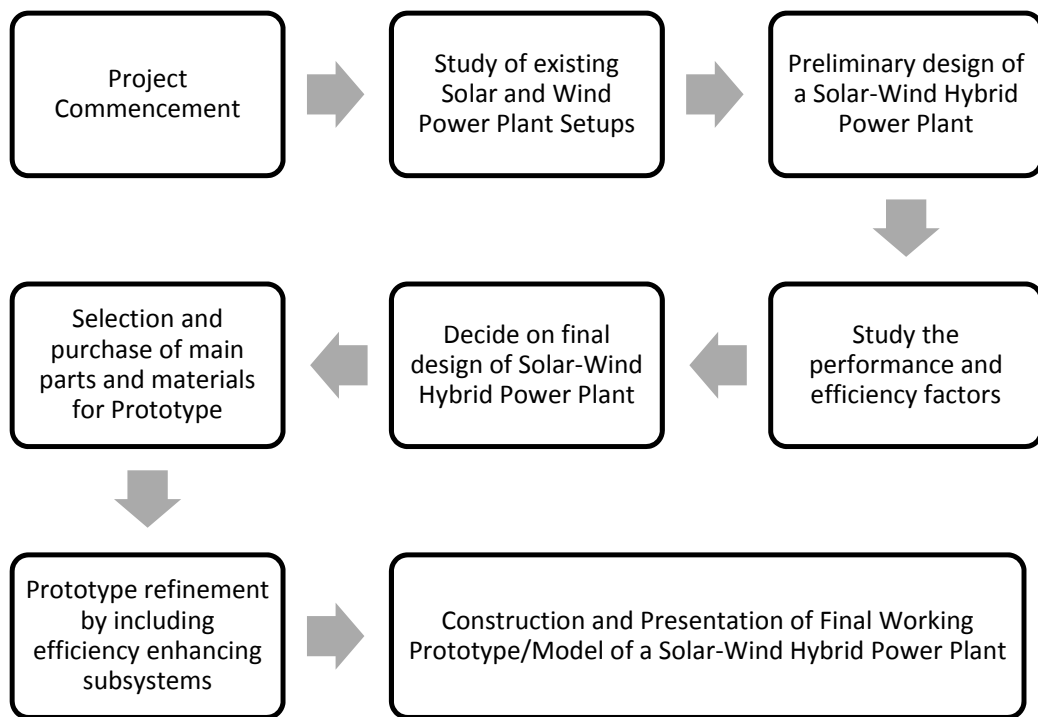 Project
Commencement
Study of existing
Solar and Wind
Power Plant Setups
Preliminary design of
a Solar-Wind Hybrid
Power Plant
Study the
performance and
efficiency factors
Decide on final
design of Solar-Wind
Hybrid Power Plant
Selection and
purchase of main
parts and materials
for Prototype
Prototype refinement
by including
efficiency enhancing
subsystems
Construction and Presentation of Final Working
Prototype/Model of a Solar-Wind Hybrid Power Plant